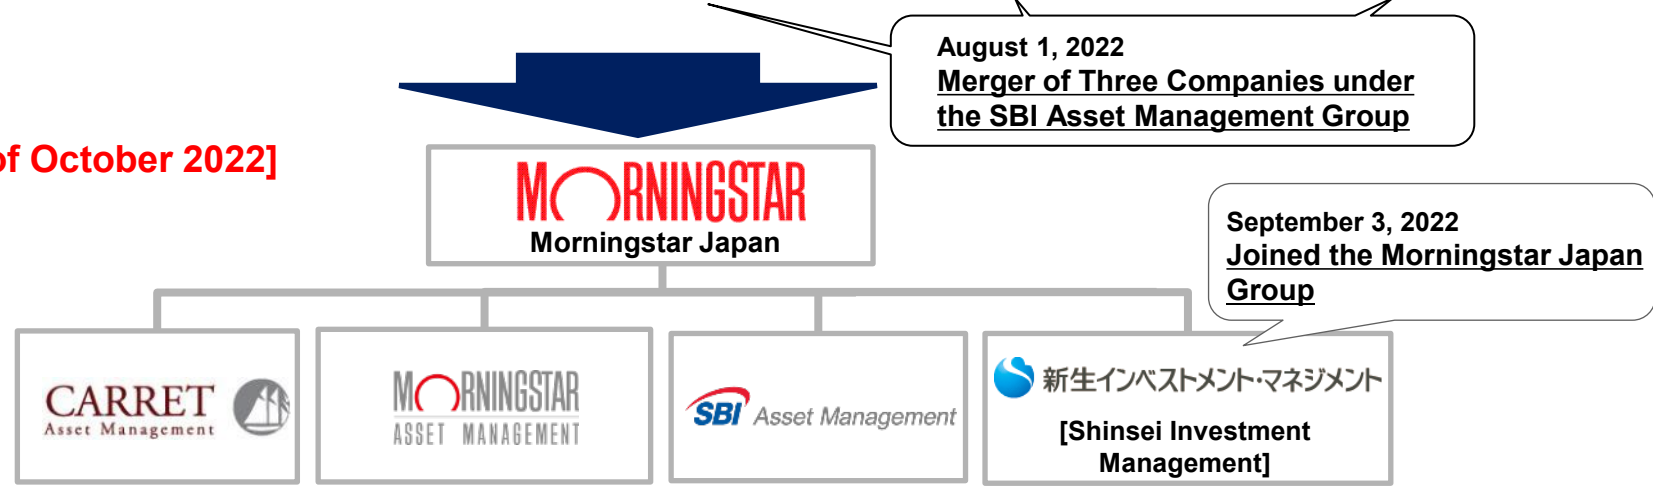 August 1, 2022
Merger of Three Companies under
the SBI Asset Management Group
of October 2022]
MORNINGSTAR
Morningstar Japan
September 3, 2022
Joined the Morningstar Japan
Group
CARRET
Asset Management
MORNINGSTAR
ASSET MANAGEMENT
SBI Asset Management
新生インベストメント・マネジメント
[Shinsei Investment
Management]